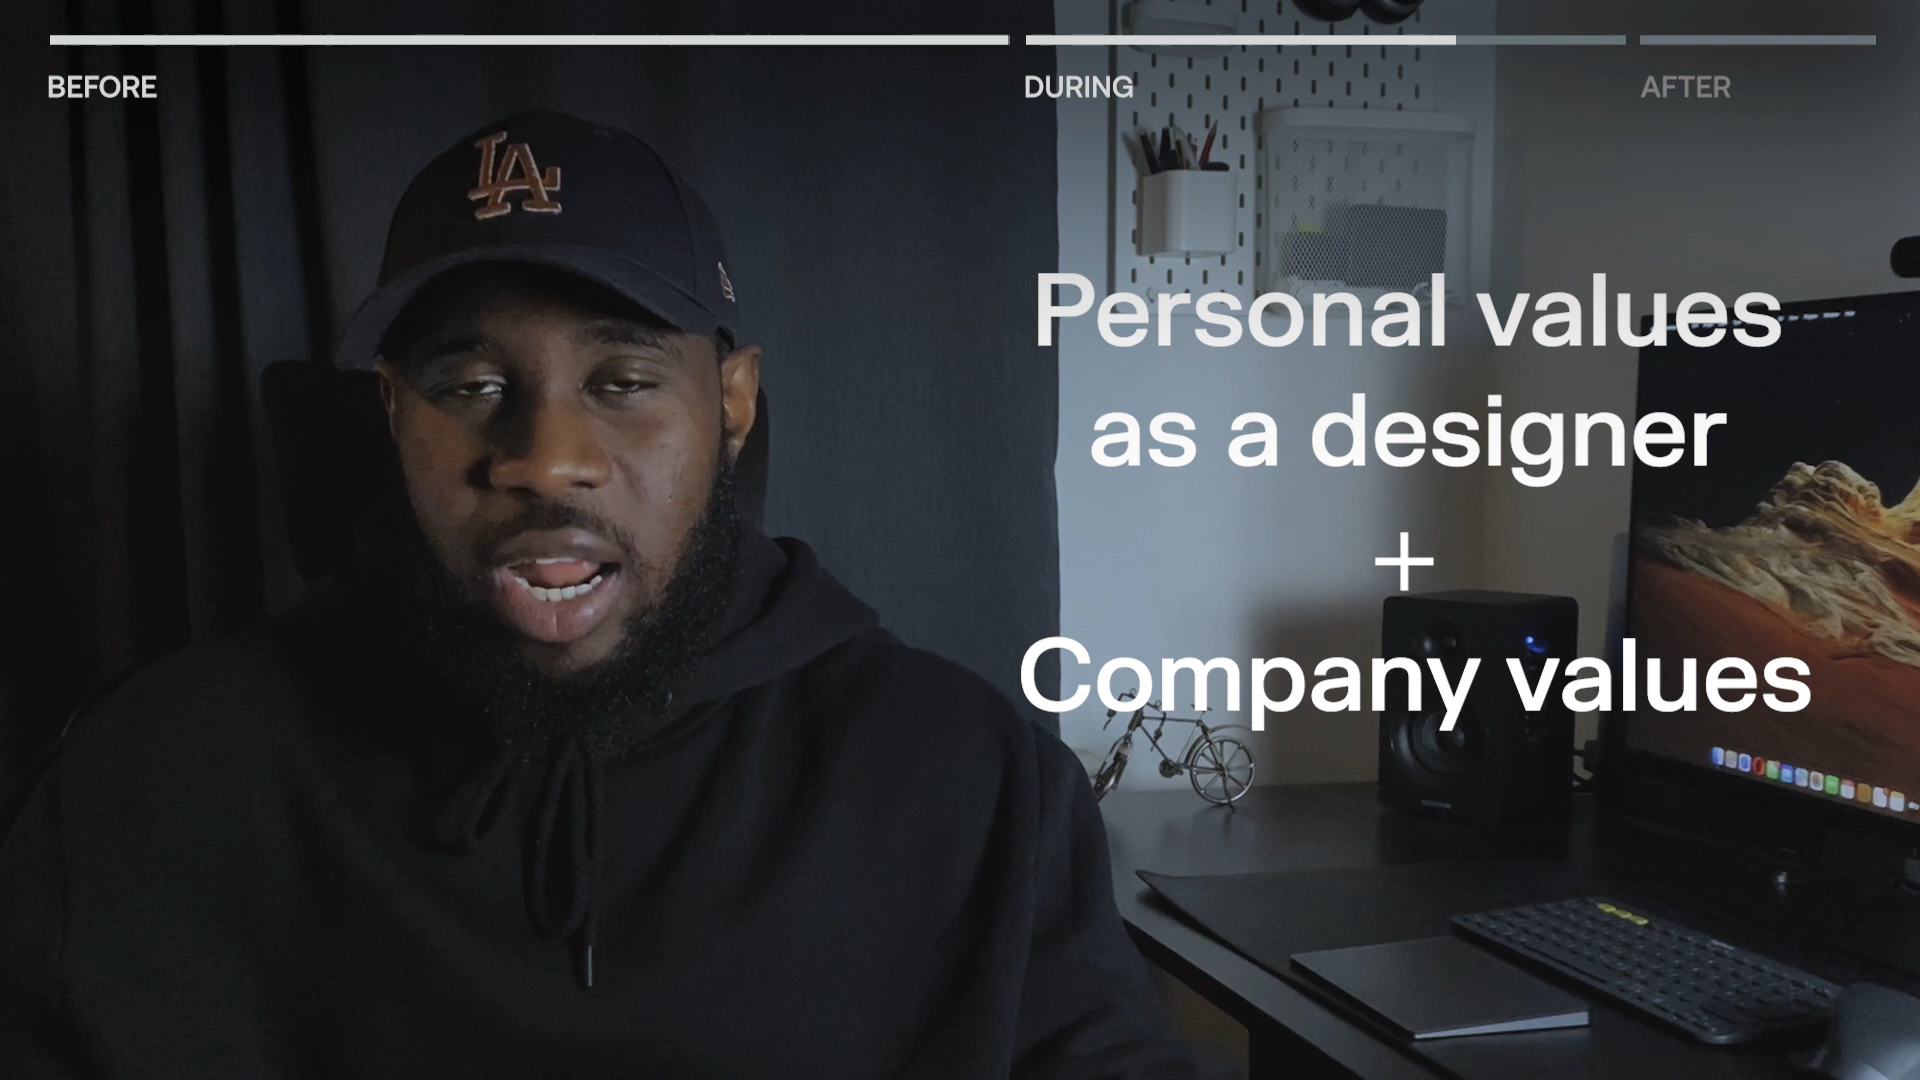 BEFORE
DURING
AFTER
LA
Personal values
as a designer
+
Company values